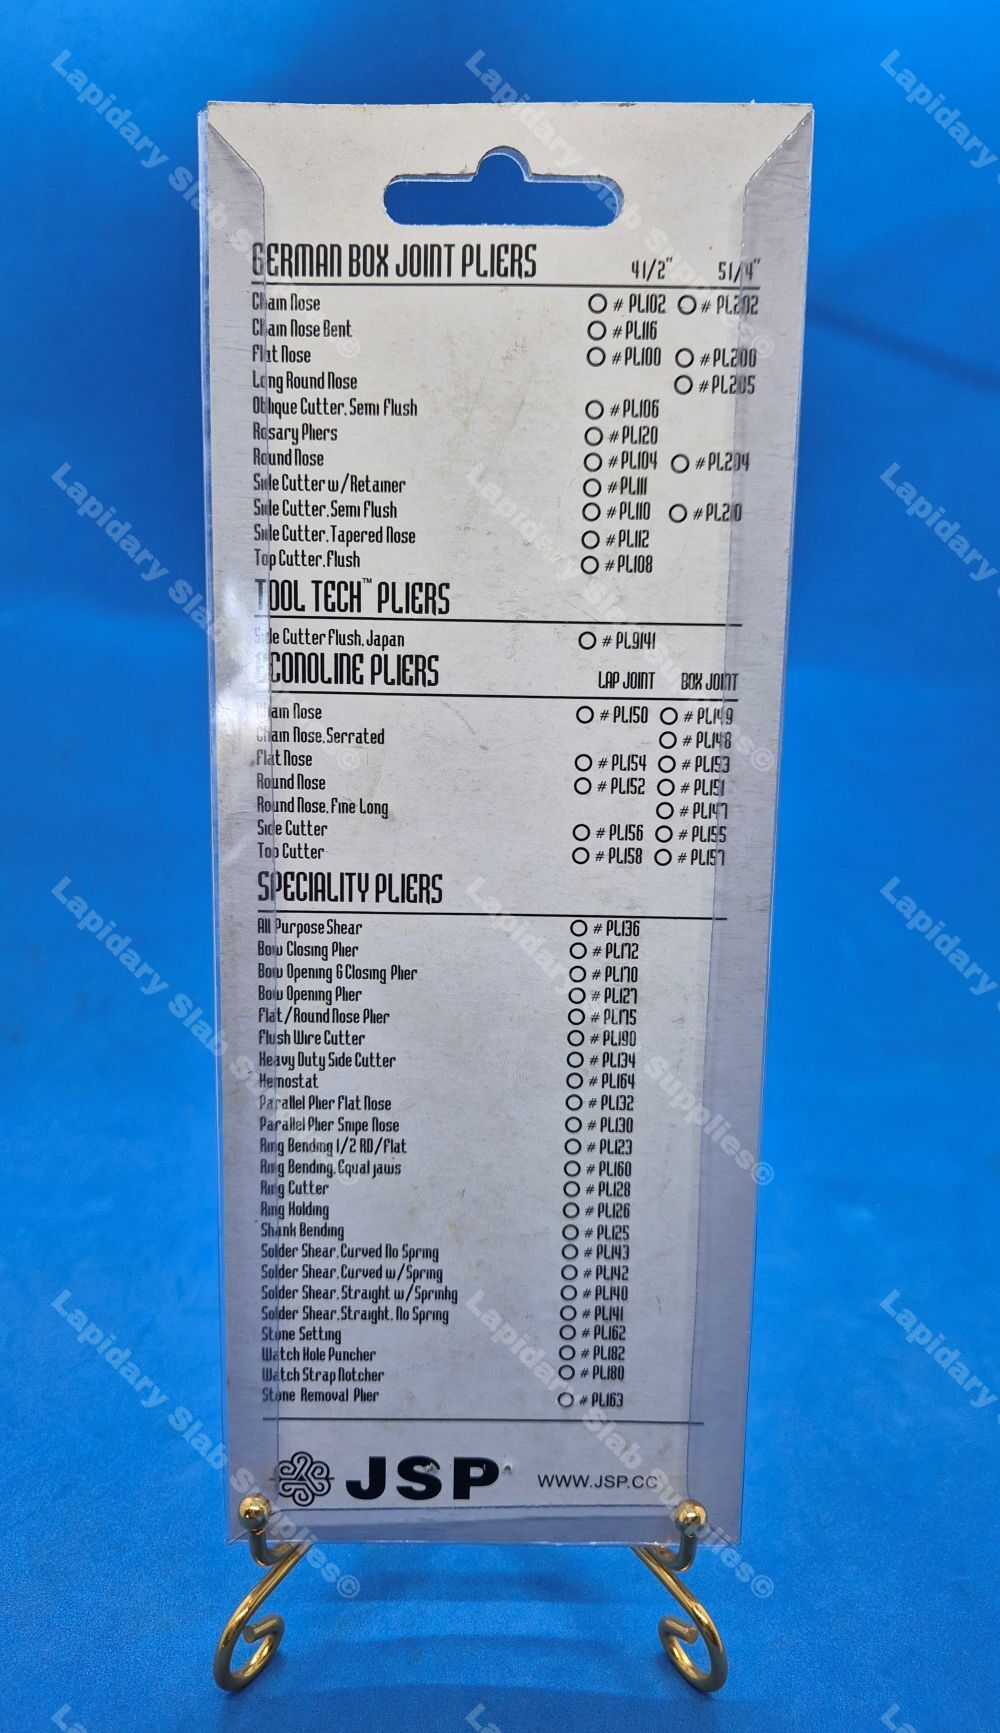 GERMAN BOX JOINT PLIERS 4 1/2" 5 1/4"
Chain Nose # PL102 # PL202
Chain Nose Bent # PL116
Flat Nose # PL100 # PL200
Long Round Nose # PL205
Oblique Cutter, Semi Flush # PL106
Rosary Pliers # PL120
Round Nose # PL104 # PL204
Side Cutter w/Retainer # PL111
Side Cutter, Semi Flush # PL110 # PL210
Side Cutter, Tapered Nose # PL112
Top Cutter, Flush # PL108
TOOL TECH™ PLIERS
Side Cutter Flush, Japan # PL9141
ECONOLINE PLIERS LAP JOINT BOX JOINT
Chain Nose # PL150 # PL149
Chain Nose, Serrated # PL148
Flat Nose # PL154 # PL153
Round Nose # PL152 # PL151
Round Nose, Fine Long # PL147
Side Cutter # PL156 # PL155
Top Cutter # PL158 # PL157
SPECIALITY PLIERS
All Purpose Shear # PL136
Bow Closing Plier # PL172
Bow Opening & Closing Plier # PL170
Bow Opening Plier # PL127
Flat/Round Nose Plier # PL175
Flush Wire Cutter # PL190
Heavy Duty Side Cutter # PL134
Hemostat # PL164
Parallel Plier Flat Nose # PL132
Parallel Plier Snipe Nose # PL130
Ring Bending 1/2 RD/Flat # PL123
Ring Bending, Equal jaws # PL160
Ring Cutter # PL128
Ring Holding # PL126
Shank Bending # PL125
Solder Shear, Curved No Spring # PL143
Solder Shear, Curved w/Spring # PL142
Solder Shear, Straight w/Sprinhg # PL140
Solder Shear, Straight, No Spring # PL141
Stone Setting # PL162
Watch Hole Puncher # PL182
Watch Strap Notcher # PL180
Stone Removal Plier # PL163
JSP WWW.JSP.CC
Lapidary Slab Supplies©